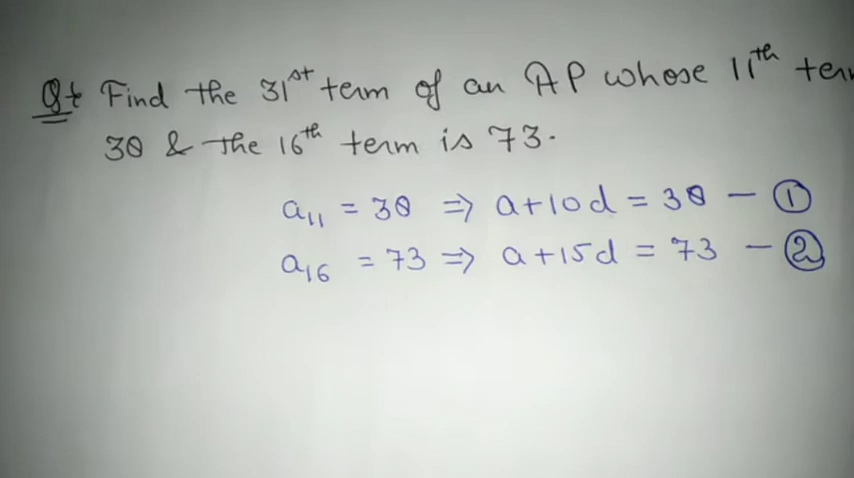 Q4 Find the 31st term of an AP whose 11th
38 & the 16th term is 73.
a11 = 38 ⇒ a+10d = 38 — ①
a16 = 73 ⇒ a+15d = 73 — ②